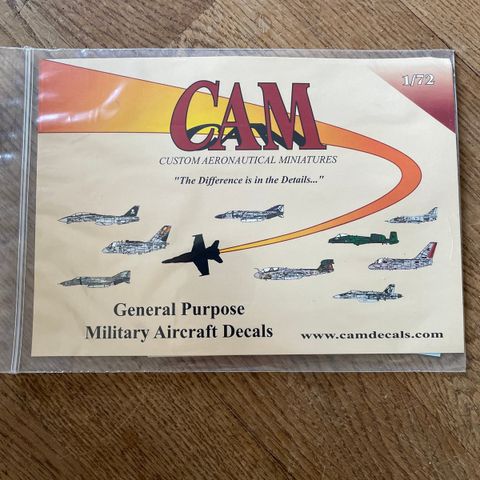 1/72
CAM
CUSTOM AERONAUTICAL MINIATURES
"The Difference is in the Details..."
General Purpose
Military Aircraft Decals
www.camdecals.com